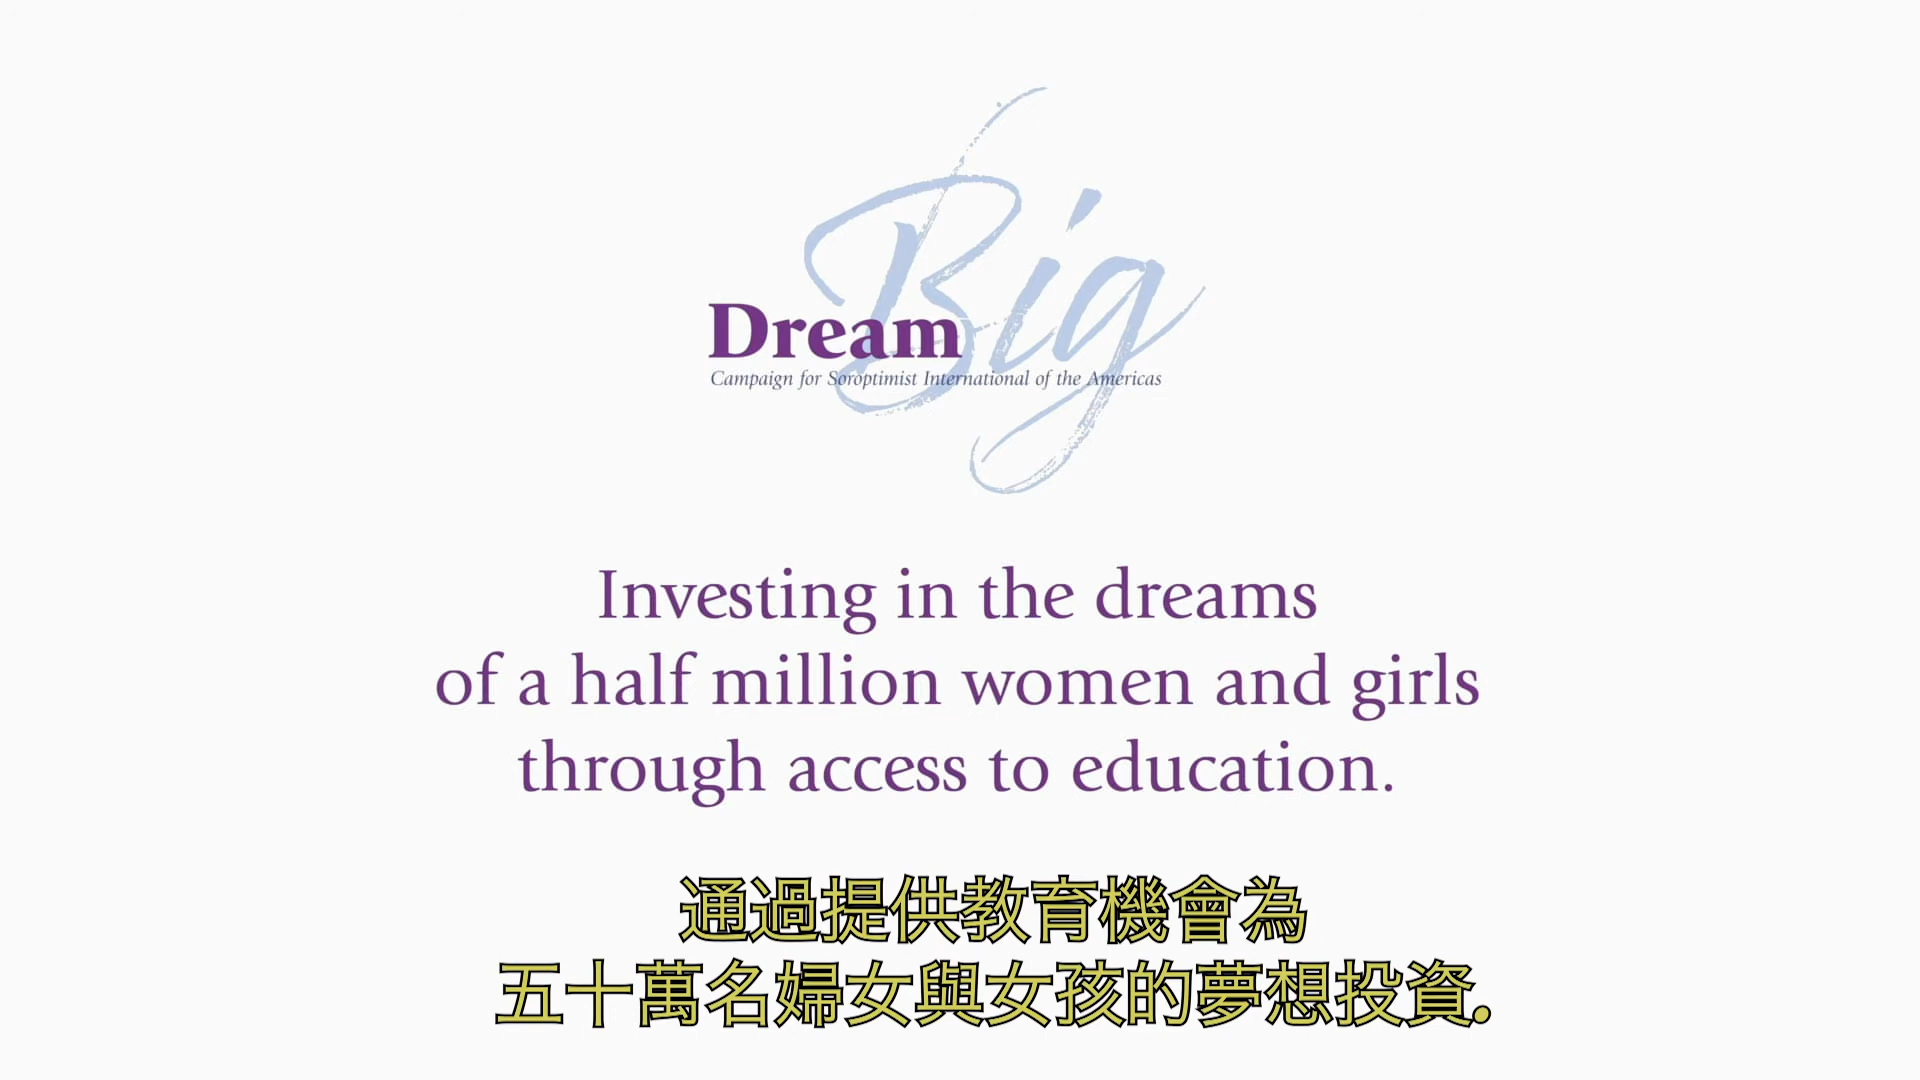 Big
Dream
Campaign for Soroptimist International of the Americas
Investing in the dreams
of a half million women and girls
through access to education.
通過提供教育機會為
五十萬名婦女與女孩的夢想投資.